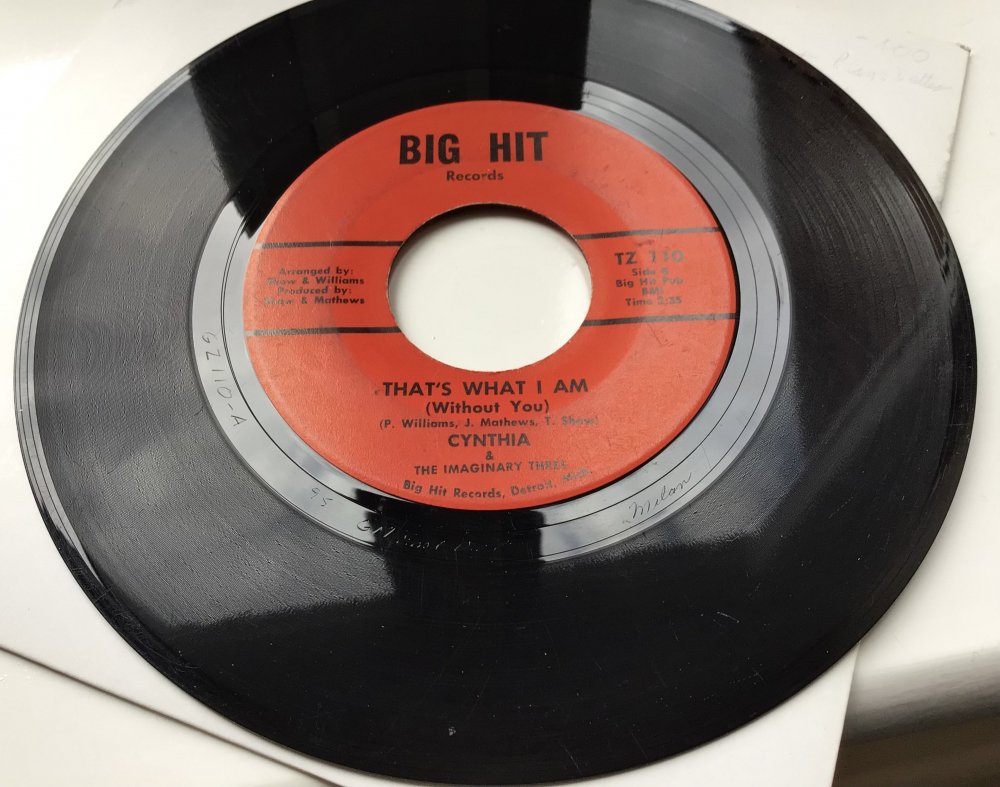 BIG HIT
Records
Arranged by:
Shaw & Williams
Produced by:
Shaw & Mathews
TZ 110
Side
Big Hit Pub
BMI
Time 2:35
THAT'S WHAT I AM
(Without You)
(P. Williams, J. Mathews, T. Shaw)
CYNTHIA
&
THE IMAGINARY THREE
Big Hit Records, Detroit, Mich.
GZ110-A
Milan